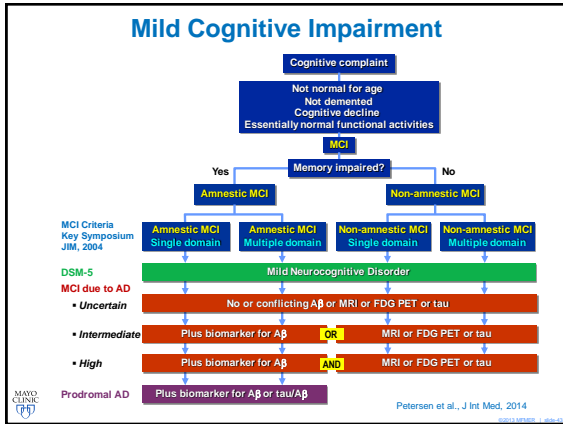 Mild Cognitive Impairment
Cognitive complaint
Not normal for age
Not demented
Cognitive decline
Essentially normal functional activities
MCI
Yes
Memory impaired?
No
Amnestic MCI
Non-amnestic MCI
MCI Criteria
Key Symposium
JIM, 2004
Amnestic MCI
Single domain
Amnestic MCI
Multiple domain
Non-amnestic MCI
Single domain
Non-amnestic MCI
Multiple domain
DSM-5
Mild Neurocognitive Disorder
MCI due to AD
▪ Uncertain
No or conflicting Aβ or MRI or FDG PET or tau
▪ Intermediate
Plus biomarker for Aβ
OR
MRI or FDG PET or tau
▪ High
Plus biomarker for Aβ
AND
MRI or FDG PET or tau
Prodromal AD
Plus biomarker for Aβ or tau/Aβ
MAYO
CLINIC
Petersen et al., J Int Med, 2014
©2013 MFMER | slide-43